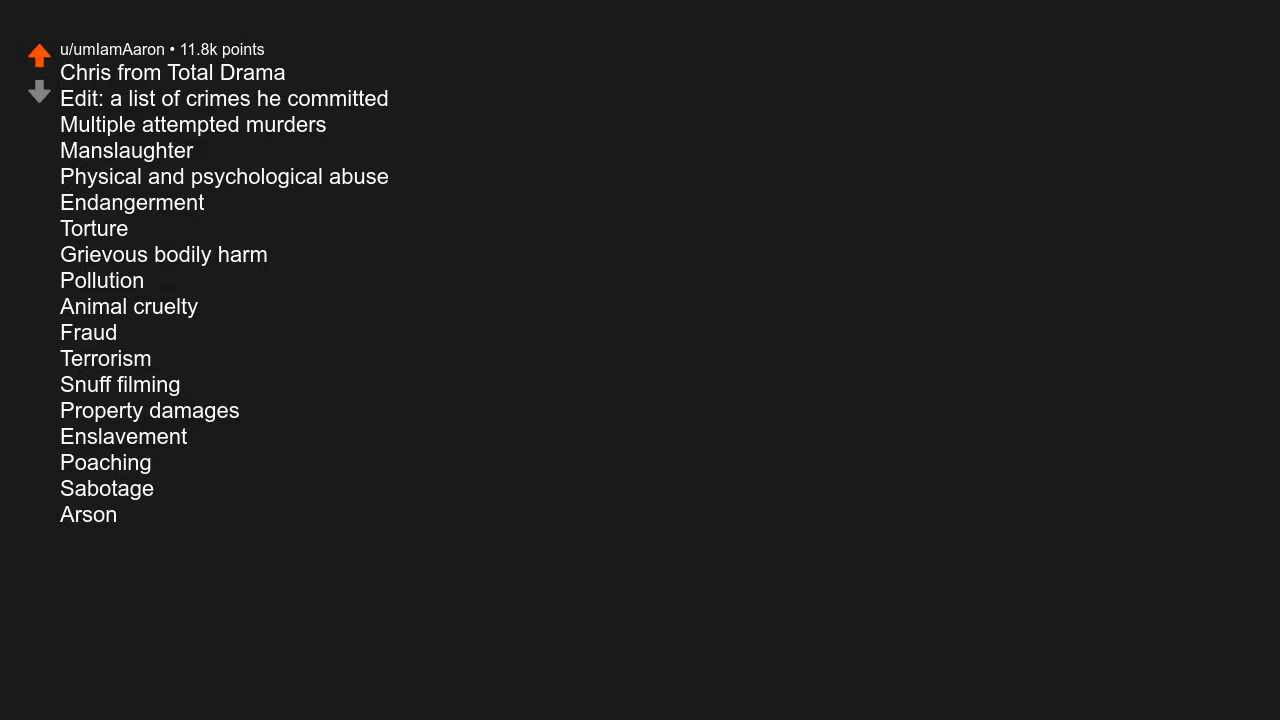 u/umIamAaron • 11.8k points
Chris from Total Drama
Edit: a list of crimes he committed
Multiple attempted murders
Manslaughter
Physical and psychological abuse
Endangerment
Torture
Grievous bodily harm
Pollution
Animal cruelty
Fraud
Terrorism
Snuff filming
Property damages
Enslavement
Poaching
Sabotage
Arson